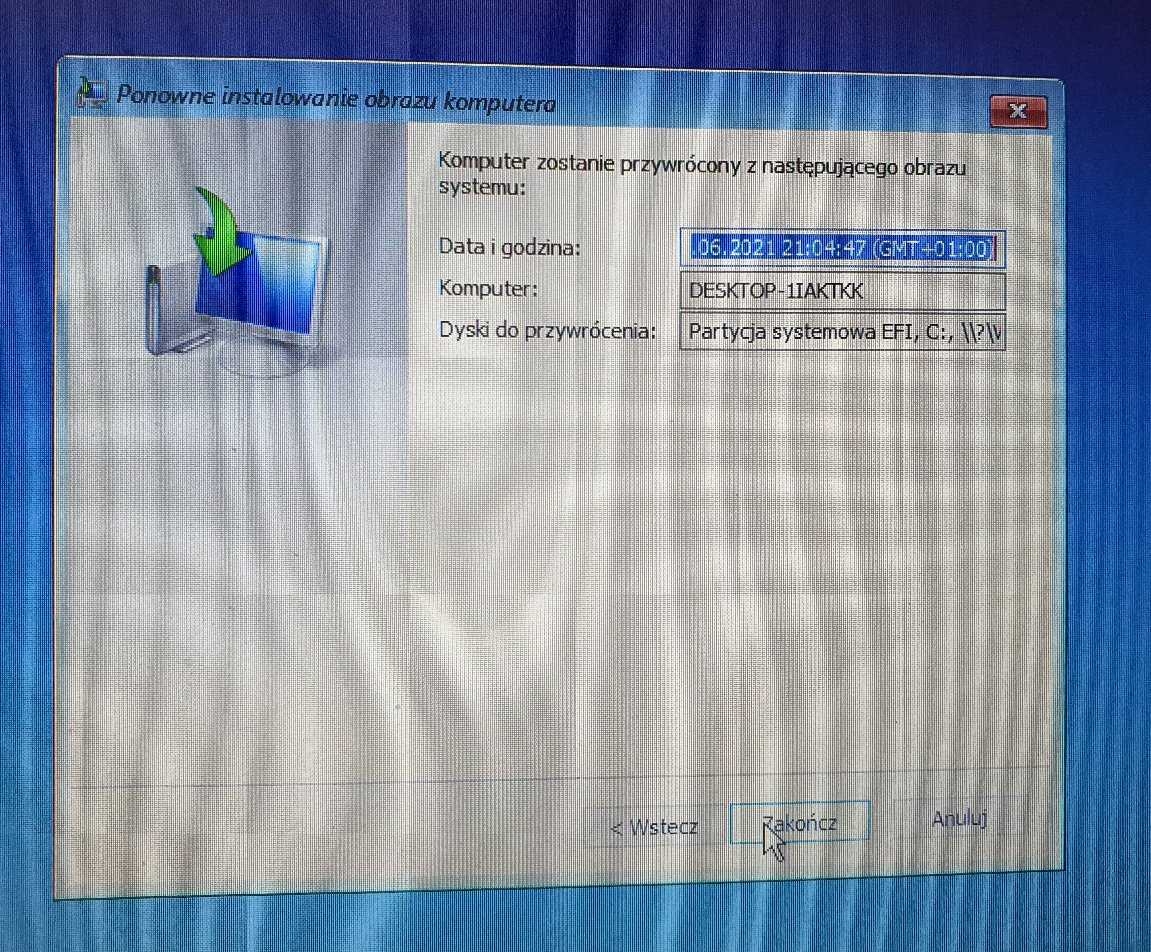 Ponowne instalowanie obrazu komputera
Komputer zostanie przywrócony z następującego obrazu
systemu:
Data i godzina: .06.2021 21:04:47 (GMT+01:00)
Komputer: DESKTOP-1IAKTKK
Dyski do przywrócenia: Partycja systemowa EFI, C:, \\?\V
< Wstecz Zakończ Anuluj